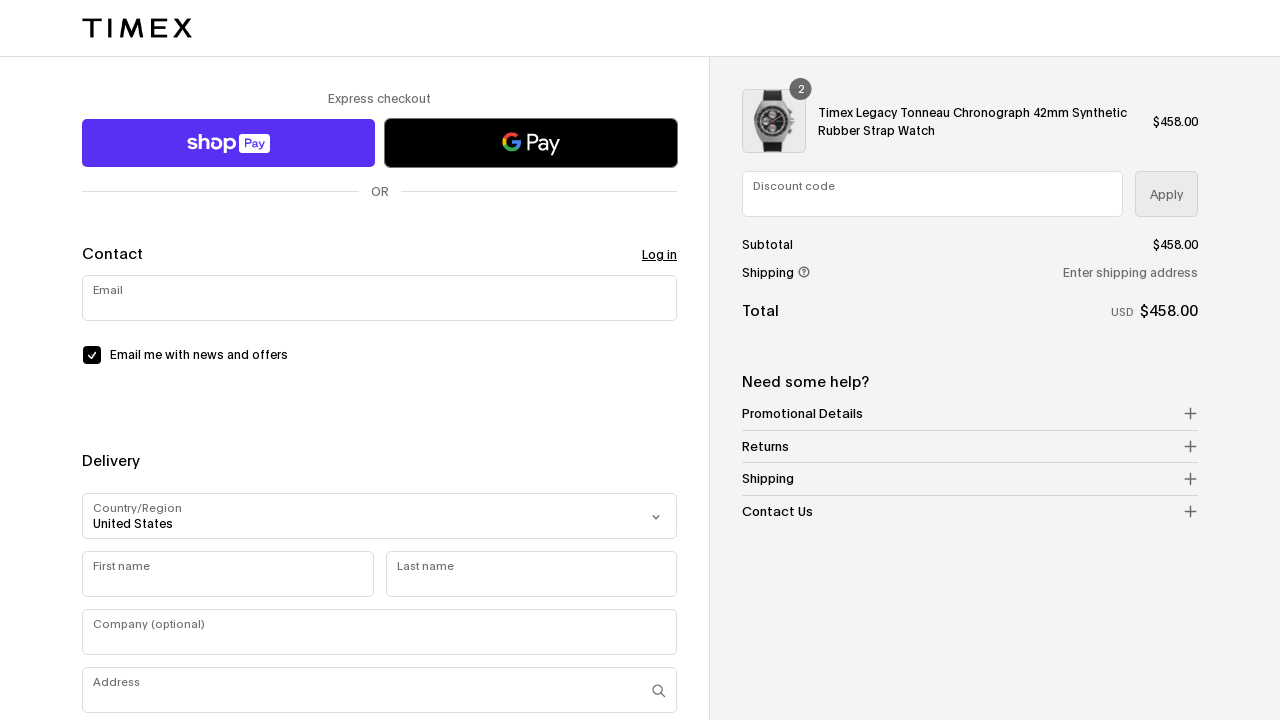 TIMEX
Express checkout
shop Pay
G Pay
OR
Contact
Log in
Email
Email me with news and offers
Delivery
Country/Region
United States
First name
Last name
Company (optional)
Address
2
Timex Legacy Tonneau Chronograph 42mm Synthetic
Rubber Strap Watch
$458.00
Discount code
Apply
Subtotal
$458.00
Shipping
Enter shipping address
Total
USD $458.00
Need some help?
Promotional Details
Returns
Shipping
Contact Us